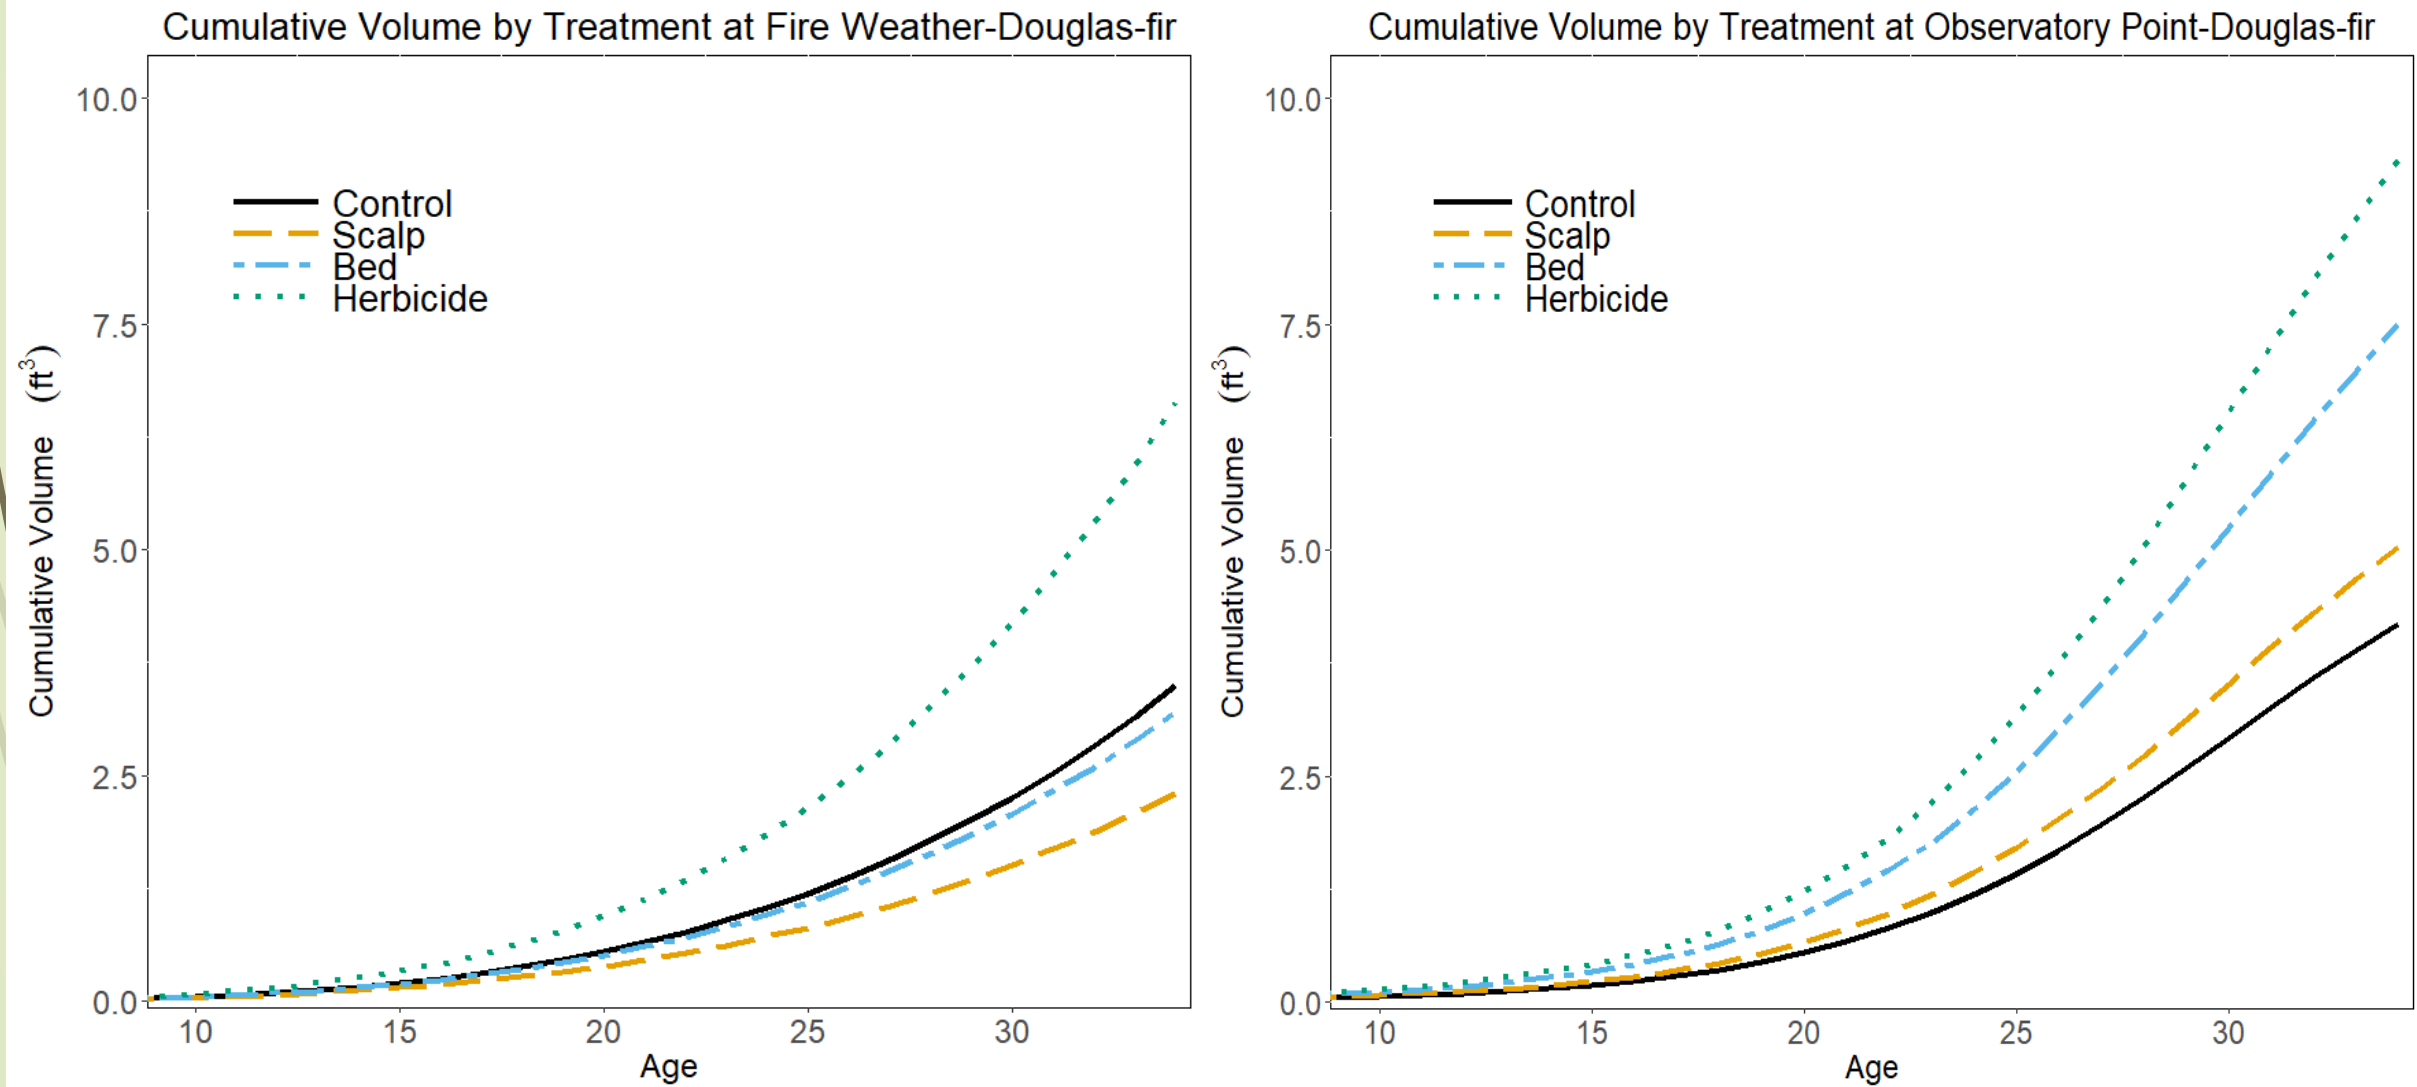 Cumulative Volume by Treatment at Fire Weather-Douglas-fir
10.0
7.5
5.0
2.5
0.0
Cumulative Volume (ft³)
Control
Scalp
Bed
Herbicide
10 15 20 25 30
Age
Cumulative Volume by Treatment at Observatory Point-Douglas-fir
10.0
7.5
5.0
2.5
0.0
Cumulative Volume (ft³)
Control
Scalp
Bed
Herbicide
10 15 20 25 30
Age